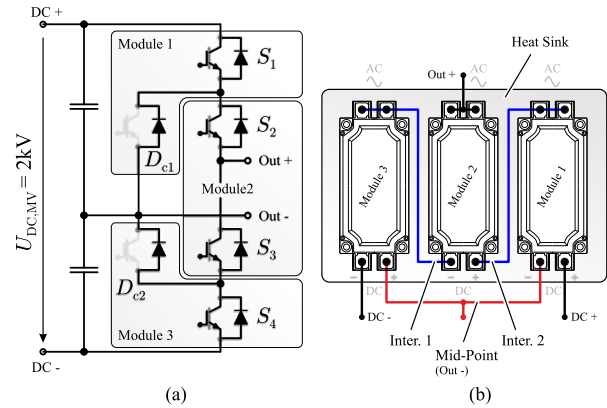 DC +
Module 1
S1
S2
Dc1
Out +
Module2
UDC,MV = 2kV
Out -
S3
Dc2
S4
Module 3
DC -
(a)
Heat Sink
AC
Out +
AC
AC
Module 3
Module 2
Module 1
- + - + - +
DC
DC
DC
DC -
Inter. 1
Mid-Point
(Out -)
Inter. 2
DC +
(b)